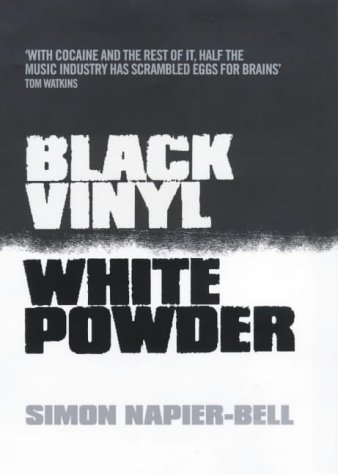 'WITH COCAINE AND THE REST OF IT, HALF THE
MUSIC INDUSTRY HAS SCRAMBLED EGGS FOR BRAINS'
TOM WATKINS
BLACK
VINYL
WHITE
POWDER
SIMON NAPIER-BELL